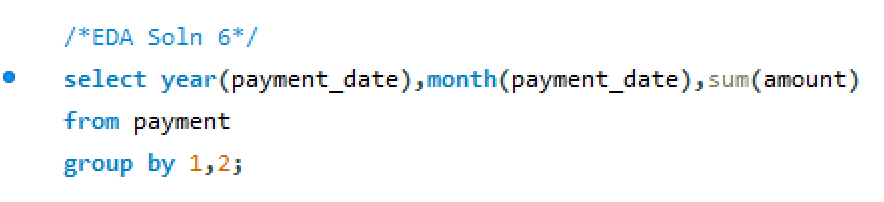 /*EDA Soln 6*/
select year(payment_date),month(payment_date),sum(amount)
from payment
group by 1,2;